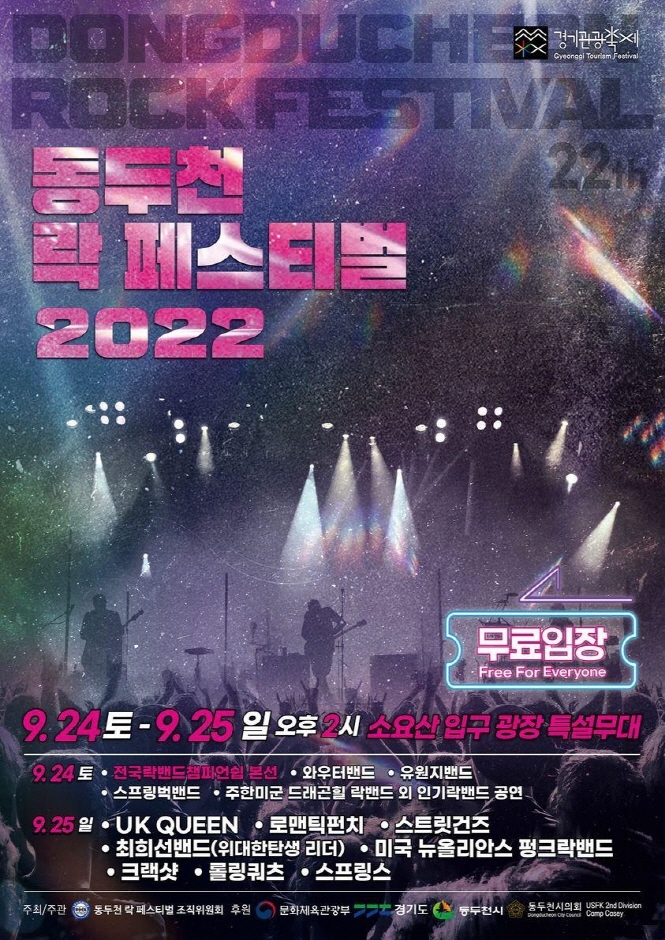 DONGDUCHEON
ROCK FESTIVAL
22th
경기관광축제
Gyeonggi Tourism Festival
동두천
락 페스티벌
2022
무료입장
Free For Everyone
9. 24 토 - 9. 25 일 오후 2시 소요산 입구 광장 특설무대
9. 24 토 • 전국락밴드챔피언쉽 본선 • 와우터밴드 • 유원지밴드
• 스프링벅밴드 • 주한미군 드래곤힐 락밴드 외 인기락밴드 공연
9. 25 일 • UK QUEEN • 로맨틱펀치 • 스트릿건즈
• 최희선밴드(위대한탄생 리더) • 미국 뉴올리안스 펑크락밴드
• 크랙샷 • 롤링쿼츠 • 스프링스
주최/주관 동두천 락 페스티벌 조직위원회 후원 문화체육관광부 경기도 동두천시 동두천시의회 USFK 2nd Division
Dongducheon City Council Camp Casey